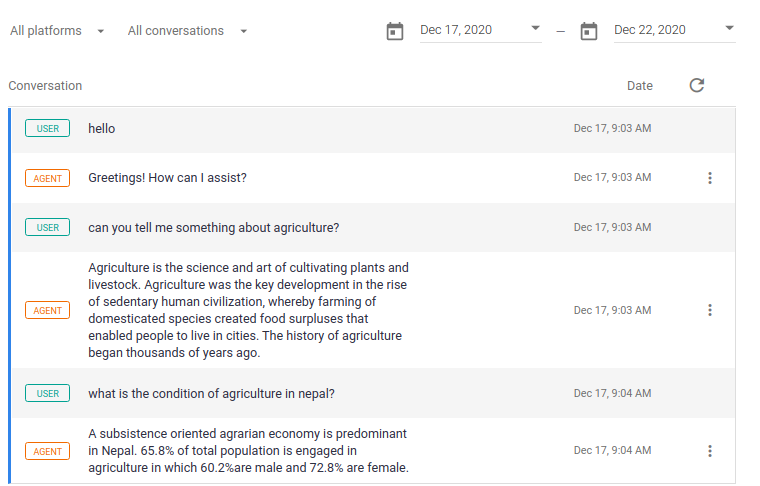 All platforms All conversations Dec 17, 2020 – Dec 22, 2020
Conversation Date
USER hello Dec 17, 9:03 AM
AGENT Greetings! How can I assist? Dec 17, 9:03 AM
USER can you tell me something about agriculture? Dec 17, 9:03 AM
Agriculture is the science and art of cultivating plants and
livestock. Agriculture was the key development in the rise
of sedentary human civilization, whereby farming of
AGENT domesticated species created food surpluses that Dec 17, 9:03 AM
enabled people to live in cities. The history of agriculture
began thousands of years ago.
USER what is the condition of agriculture in nepal? Dec 17, 9:04 AM
A subsistence oriented agrarian economy is predominant
AGENT in Nepal. 65.8% of total population is engaged in Dec 17, 9:04 AM
agriculture in which 60.2%are male and 72.8% are female.